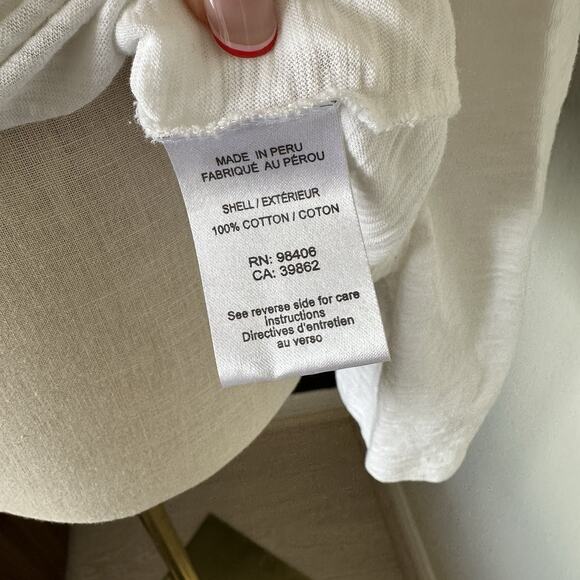 MADE IN PERU
FABRIQUÉ AU PÉROU
SHELL / EXTÉRIEUR
100% COTTON / COTON
RN: 98406
CA: 39862
See reverse side for care
instructions
Directives d'entretien
au verso